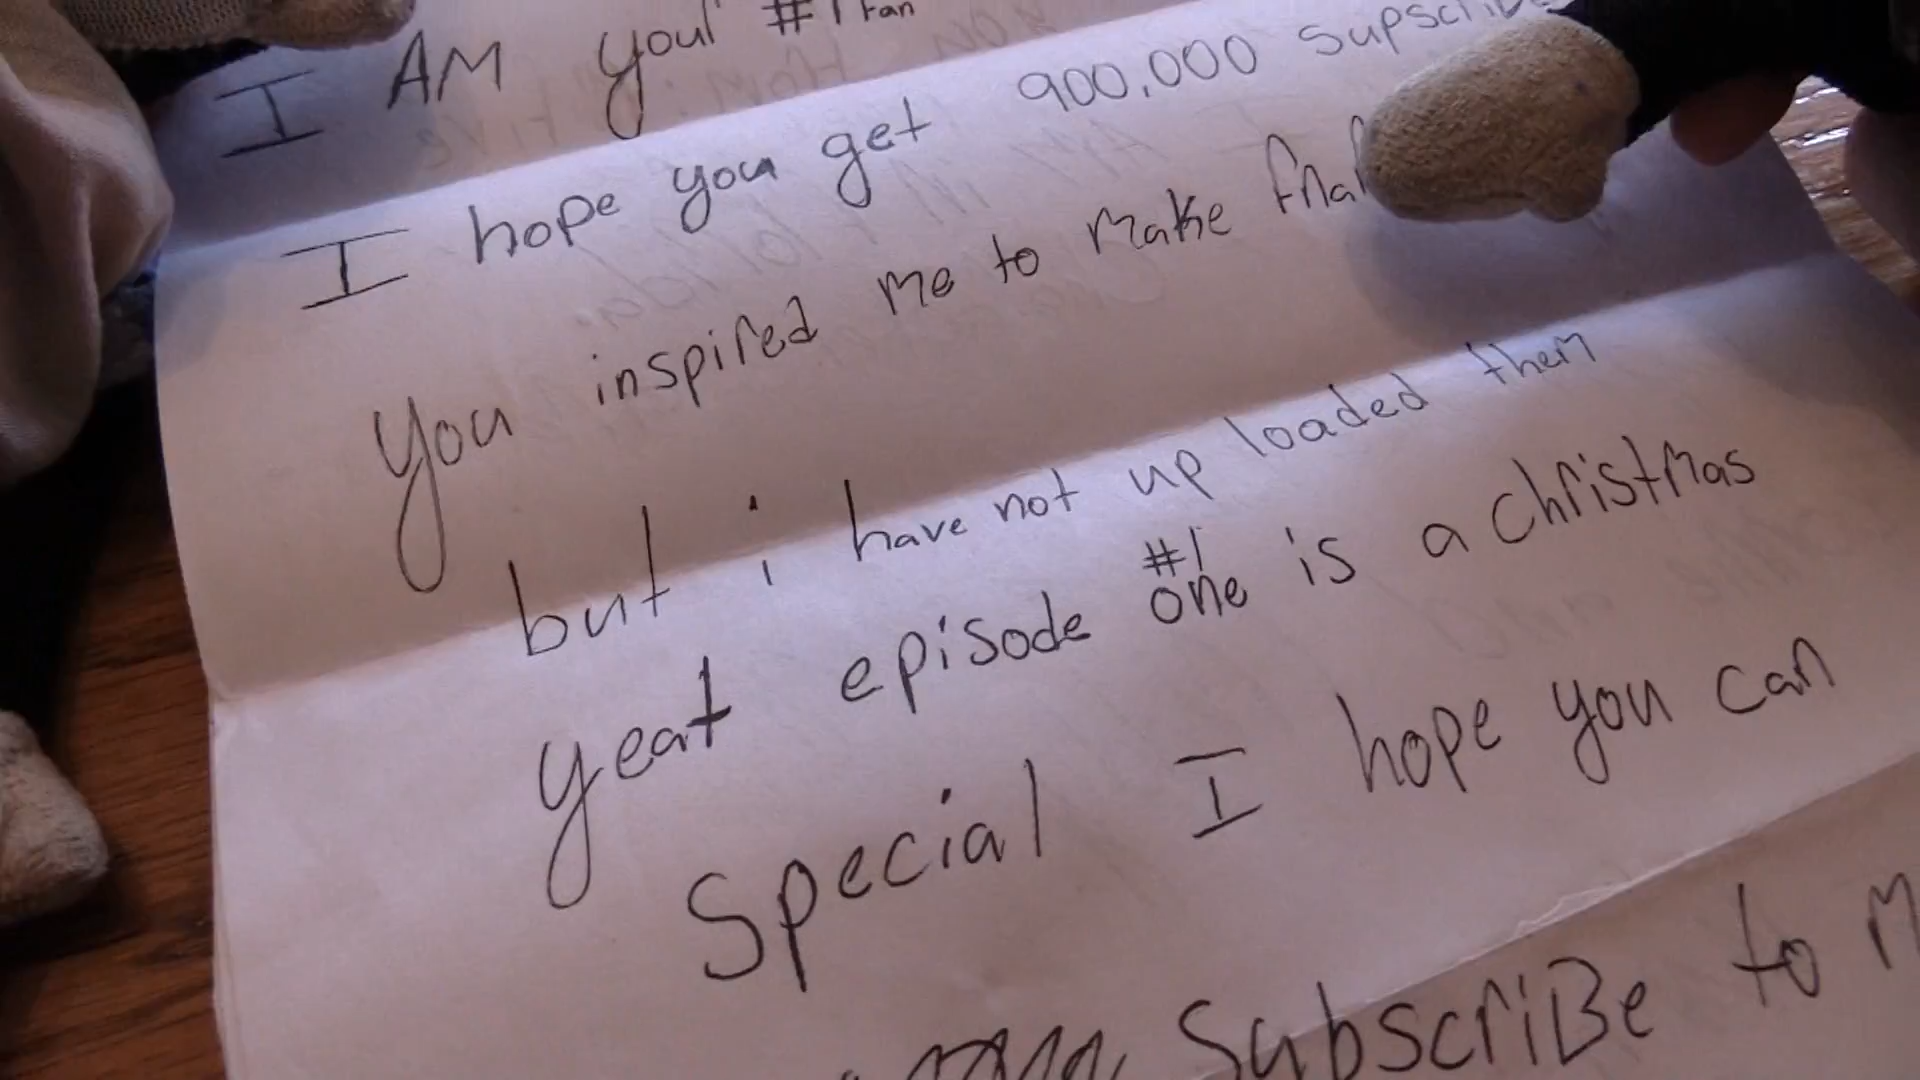 I AM your #1 Fan
I hope you get 900,000
You inspired me to make
but i have not up loaded them
yeat episode one #1 is a christmas
special I hope you can
Subscribe to